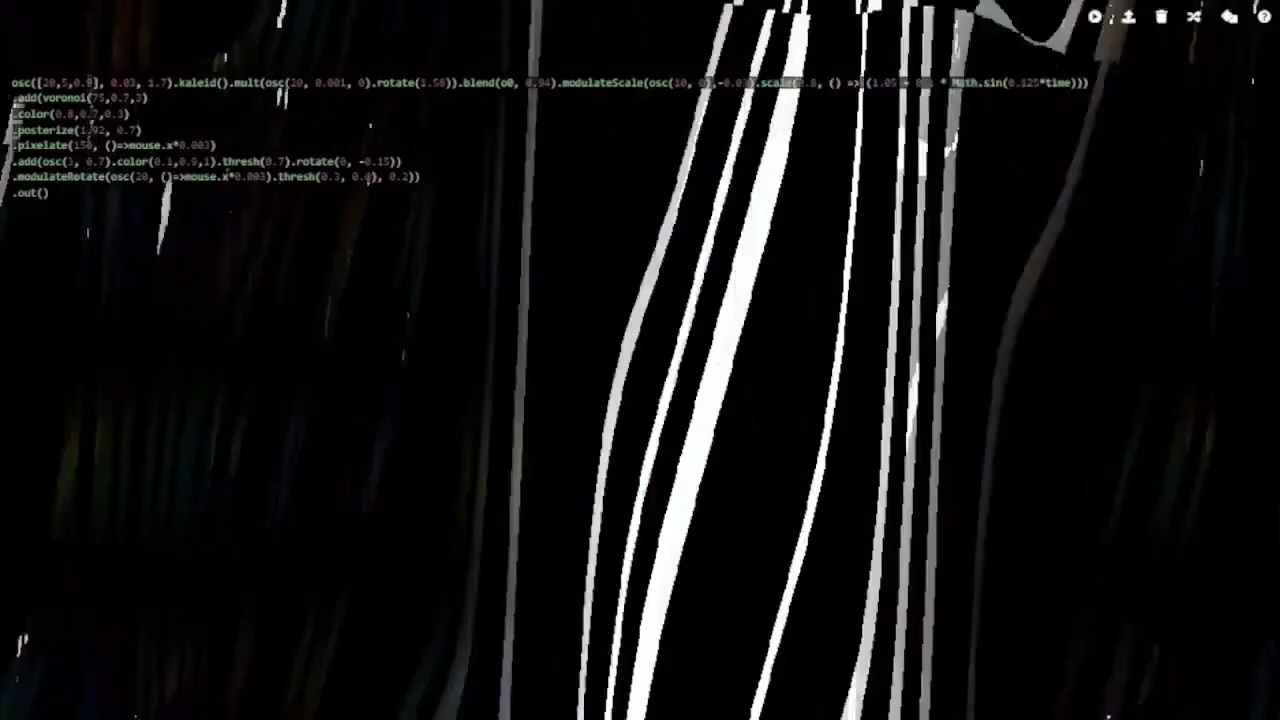 osc([20,5,0.9], 0.03, 1.7).kaleid().mult(osc(20, 0.001, 0).rotate(1.58)).blend(o0, 0.94).modulateScale(osc(10, 0),-0.03).scale(0.8, () => (1.05 + 0.1 * Math.sin(0.125*time)))
.add(voronoi(75,0.7,3)
.color(0.8,0.7,0.3)
.posterize(1.92, 0.7)
.pixelate(150, ()=>mouse.x*0.003)
.add(osc(3, 0.7).color(0.1,0.9,1).thresh(0.7).rotate(0, -0.15))
.modulateRotate(osc(20, ()=>mouse.x*0.003).thresh(0.3, 0.8), 0.2))
.out()